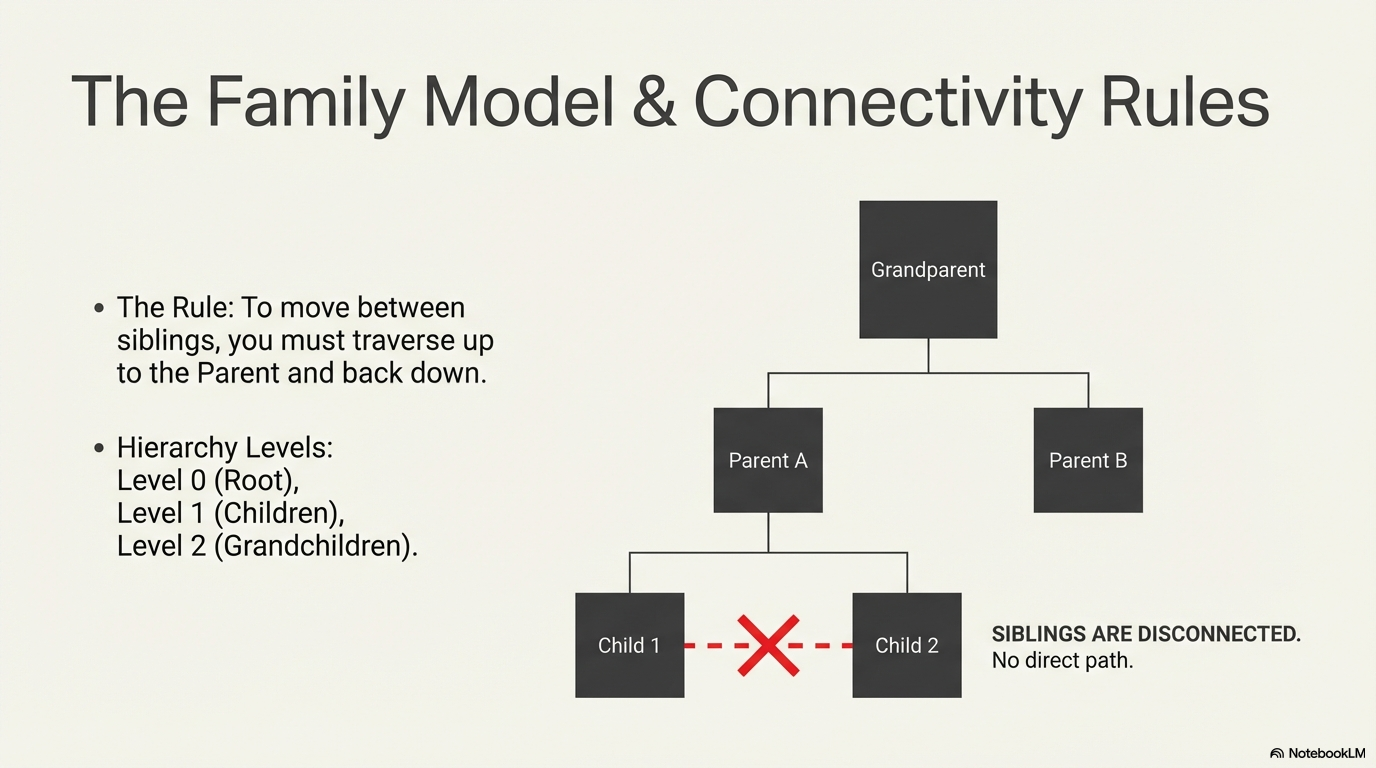 The Family Model & Connectivity Rules
• The Rule: To move between
siblings, you must traverse up
to the Parent and back down.
• Hierarchy Levels:
Level 0 (Root),
Level 1 (Children),
Level 2 (Grandchildren).
Grandparent
Parent A
Parent B
Child 1
Child 2
SIBLINGS ARE DISCONNECTED.
No direct path.
NotebookLM